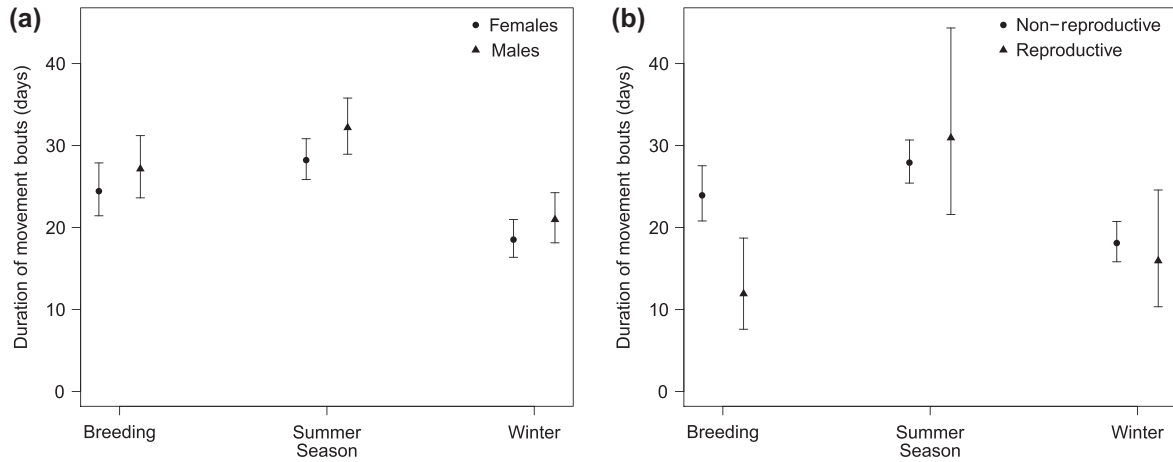 (a)
Females
Males
Duration of movement bouts (days)
40
30
20
10
0
Breeding
Summer
Winter
Season
(b)
Non−reproductive
Reproductive
Duration of movement bouts (days)
40
30
20
10
0
Breeding
Summer
Winter
Season